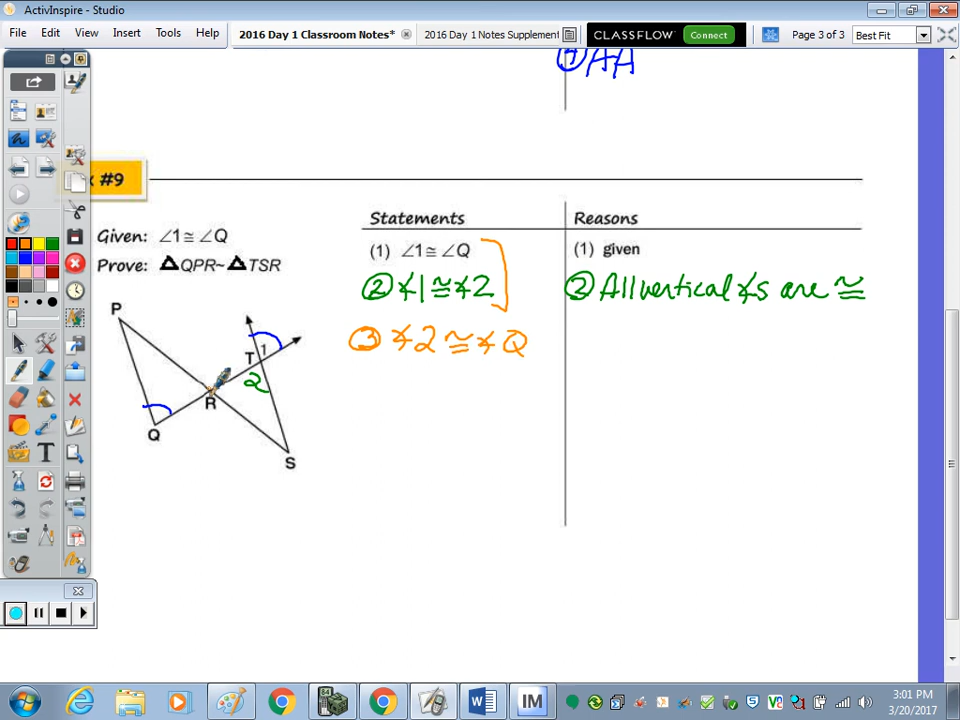 ActivInspire - Studio
File Edit View Insert Tools Help
2016 Day 1 Classroom Notes*
2016 Day 1 Notes Supplement
CLASSFLOW Connect
Page 3 of 3
Best Fit
AA
#9
Given: ∠1≅∠Q
Prove: △QPR~△TSR
Statements
Reasons
(1) ∠1≅∠Q
(1) given
② ∡1≅∡2
② All vertical ∡s are ≅
③ ∡2≅∡Q
P
T
1
2
R
Q
S
W
IM
3:01 PM
3/20/2017